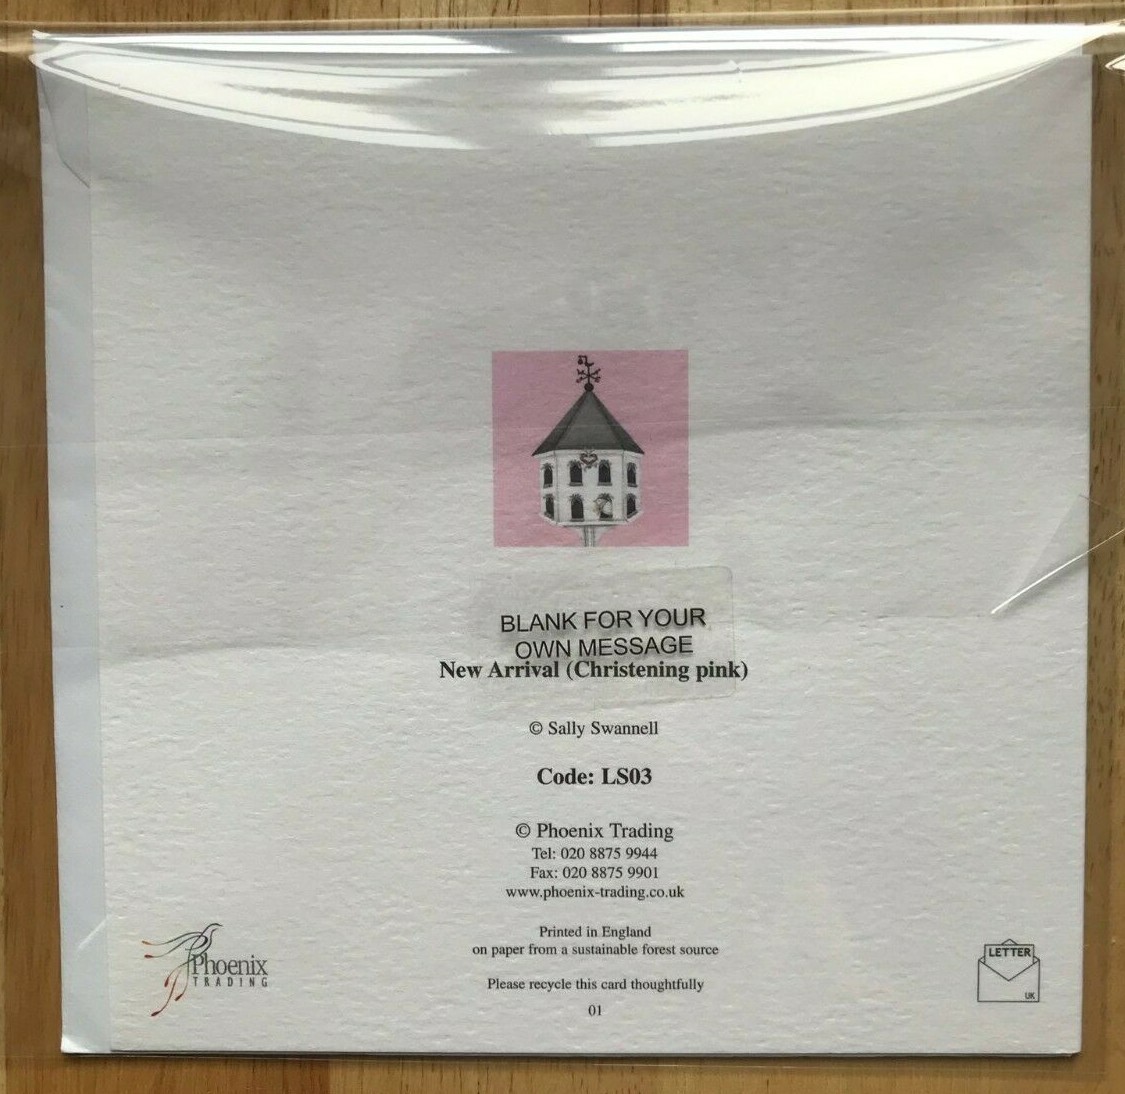 BLANK FOR YOUR
OWN MESSAGE
New Arrival (Christening pink)
© Sally Swannell
Code: LS03
© Phoenix Trading
Tel: 020 8875 9944
Fax: 020 8875 9901
www.phoenix-trading.co.uk
Printed in England
on paper from a sustainable forest source
Please recycle this card thoughtfully
01
Phoenix
TRADING
LETTER
UK